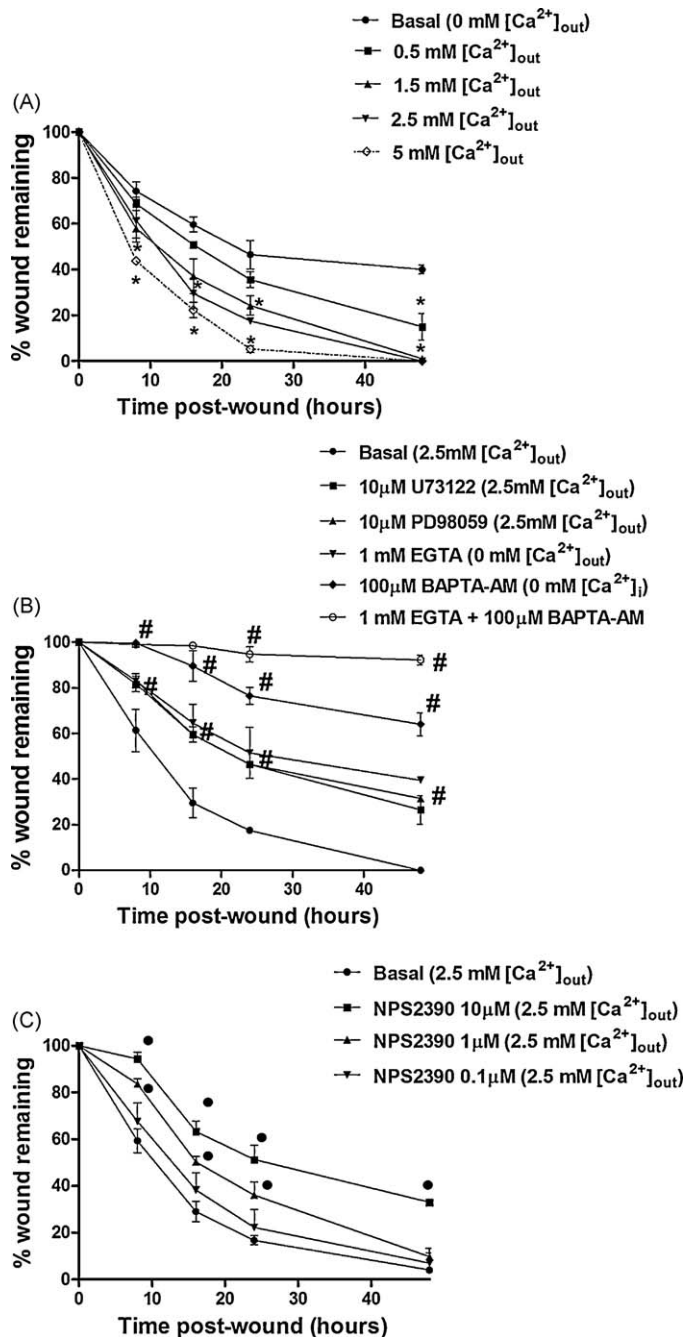 Basal (0 mM [Ca2+]out)
0.5 mM [Ca2+]out
1.5 mM [Ca2+]out
2.5 mM [Ca2+]out
5 mM [Ca2+]out
(A)
% wound remaining
100
80
60
40
20
0
* * * * * * * *
0 10 20 30 40
Time post-wound (hours)
Basal (2.5mM [Ca2+]out)
10μM U73122 (2.5mM [Ca2+]out)
10μM PD98059 (2.5mM [Ca2+]out)
1 mM EGTA (0 mM [Ca2+]out)
100μM BAPTA-AM (0 mM [Ca2+]i)
1 mM EGTA + 100μM BAPTA-AM
(B)
% wound remaining
100
80
60
40
20
0
# # # # # # # # # #
0 10 20 30 40
Time post-wound (hours)
Basal (2.5 mM [Ca2+]out)
NPS2390 10μM (2.5 mM [Ca2+]out)
NPS2390 1μM (2.5 mM [Ca2+]out)
NPS2390 0.1μM (2.5 mM [Ca2+]out)
(C)
% wound remaining
100
80
60
40
20
0
0 10 20 30 40
Time post-wound (hours)